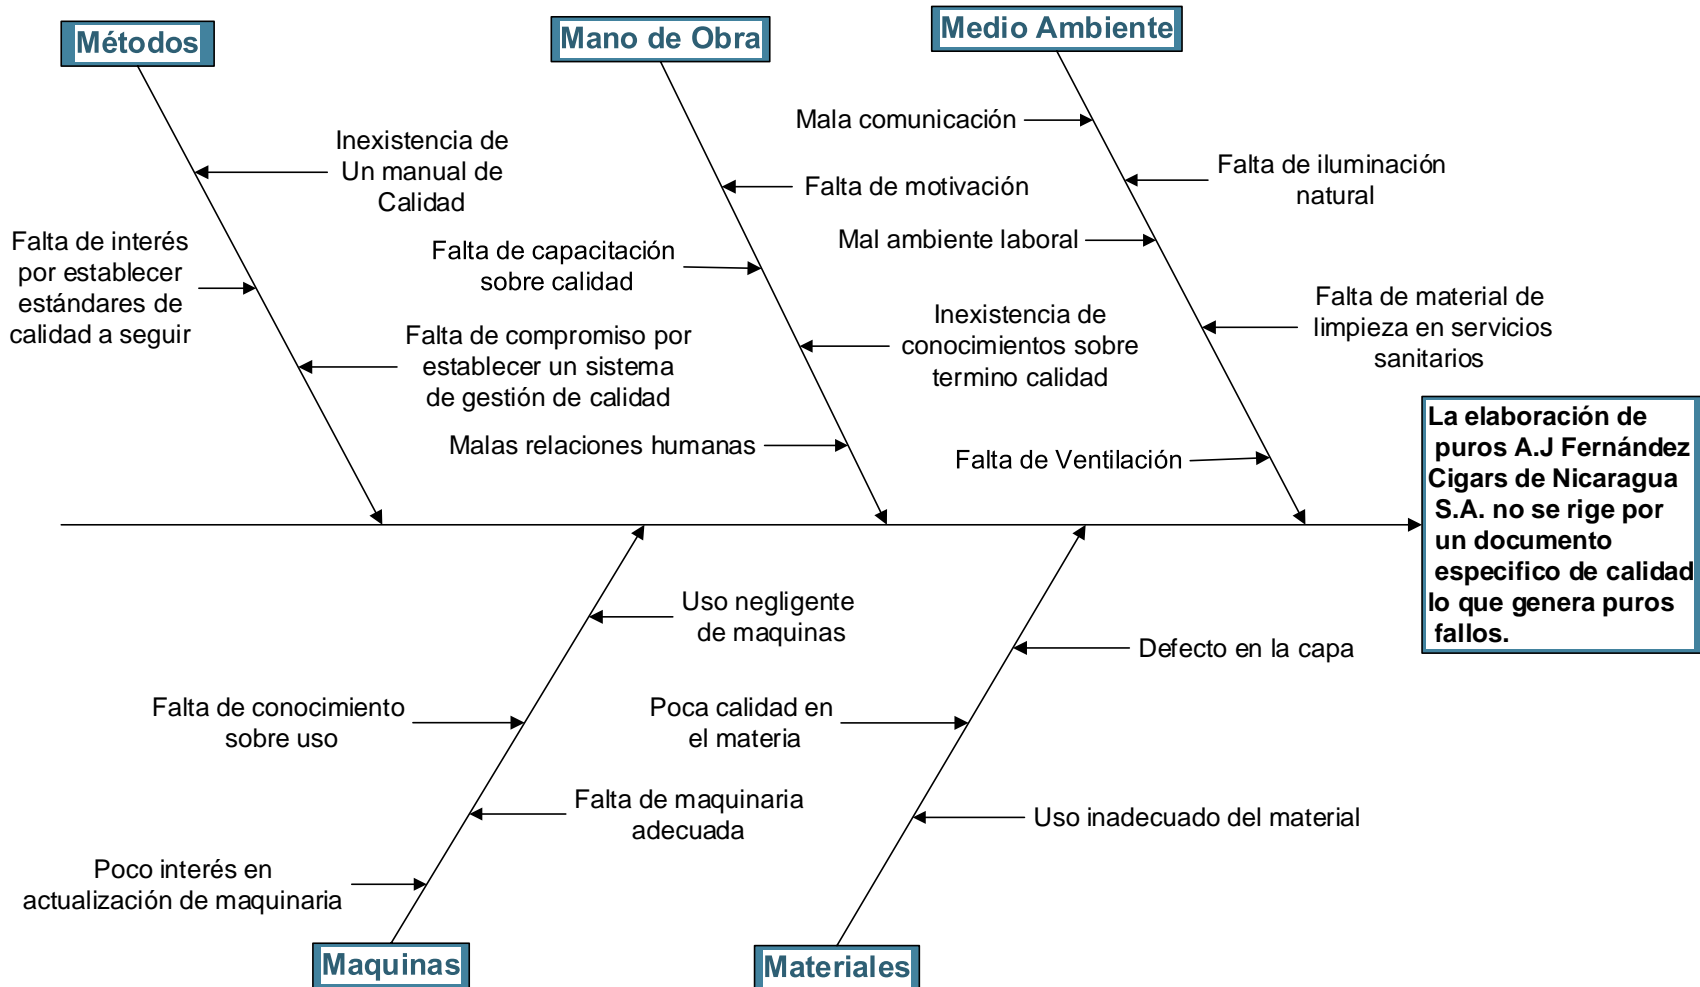 Métodos
Mano de Obra
Medio Ambiente
Inexistencia de
Un manual de
Calidad
Falta de interés
por establecer
estándares de
calidad a seguir
Falta de compromiso por
establecer un sistema
de gestión de calidad
Falta de motivación
Falta de capacitación
sobre calidad
Inexistencia de
conocimientos sobre
termino calidad
Malas relaciones humanas
Mala comunicación
Falta de iluminación
natural
Mal ambiente laboral
Falta de material de
limpieza en servicios
sanitarios
Falta de Ventilación
La elaboración de
puros A.J Fernández
Cigars de Nicaragua
S.A. no se rige por
un documento
especifico de calidad
lo que genera puros
fallos.
Uso negligente
de maquinas
Falta de conocimiento
sobre uso
Falta de maquinaria
adecuada
Poco interés en
actualización de maquinaria
Defecto en la capa
Poca calidad en
el materia
Uso inadecuado del material
Maquinas
Materiales